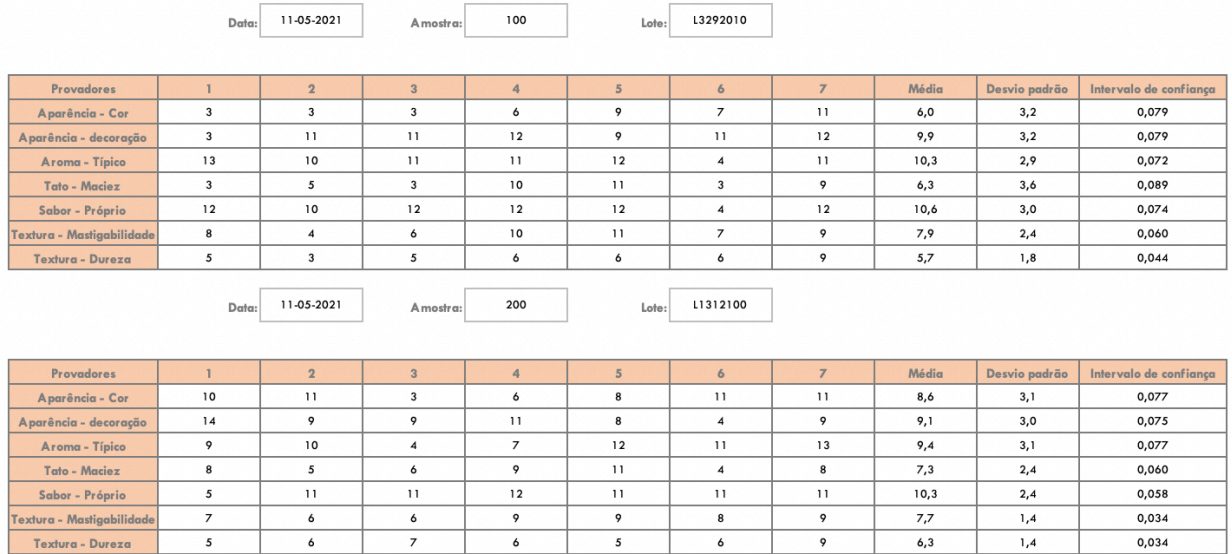 Data: 11-05-2021 Amostra: 100 Lote: L3292010
Provadores 1 2 3 4 5 6 7 Média Desvio padrão Intervalo de confiança
Aparência - Cor 3 3 3 6 9 7 11 6,0 3,2 0,079
Aparência - decoração 3 11 11 12 9 11 12 9,9 3,2 0,079
Aroma - Típico 13 10 11 11 12 4 11 10,3 2,9 0,072
Tato - Maciez 3 5 3 10 11 3 9 6,3 3,6 0,089
Sabor - Próprio 12 10 12 12 12 4 12 10,6 3,0 0,074
Textura - Mastigabilidade 8 4 6 10 11 7 9 7,9 2,4 0,060
Textura - Dureza 5 3 5 6 6 6 9 5,7 1,8 0,044
Data: 11-05-2021 Amostra: 200 Lote: L1312100
Provadores 1 2 3 4 5 6 7 Média Desvio padrão Intervalo de confiança
Aparência - Cor 10 11 3 6 8 11 11 8,6 3,1 0,077
Aparência - decoração 14 9 9 11 8 4 9 9,1 3,0 0,075
Aroma - Típico 9 10 4 7 12 11 13 9,4 3,1 0,077
Tato - Maciez 8 5 6 9 11 4 8 7,3 2,4 0,060
Sabor - Próprio 5 11 11 12 11 11 11 10,3 2,4 0,058
Textura - Mastigabilidade 7 6 6 9 9 8 9 7,7 1,4 0,034
Textura - Dureza 5 6 7 6 5 6 9 6,3 1,4 0,034